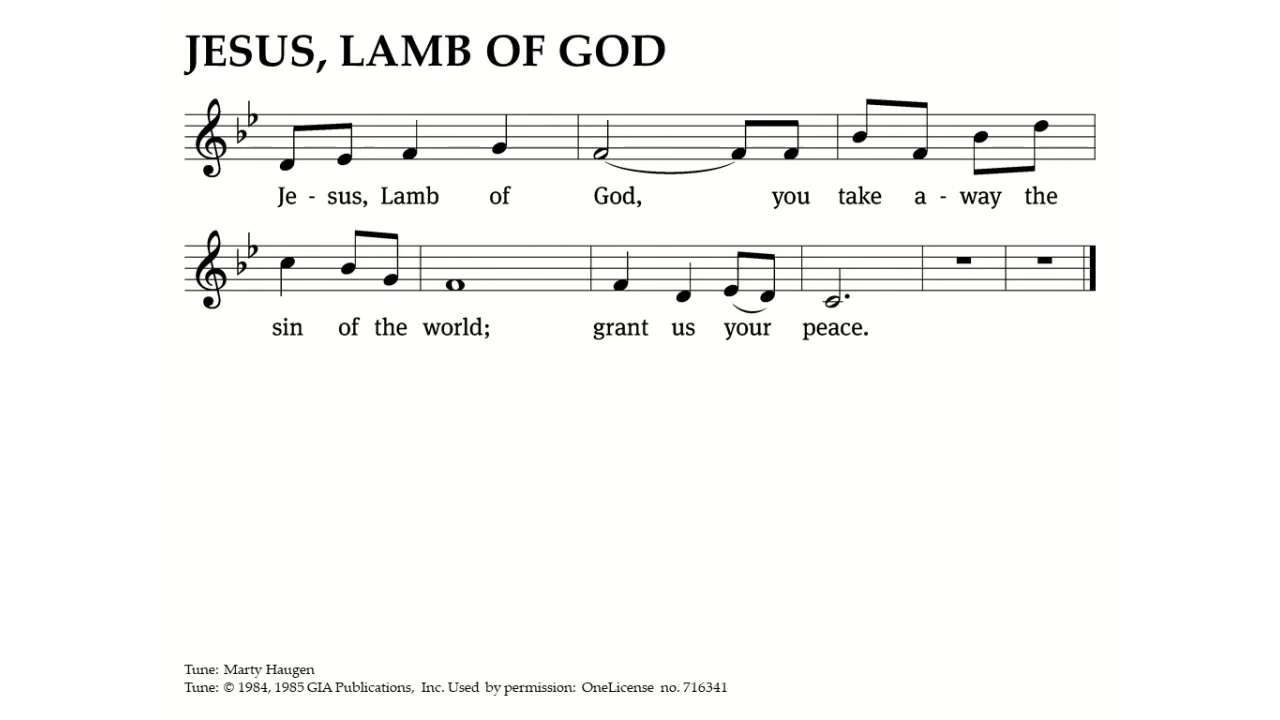 JESUS, LAMB OF GOD
Je - sus, Lamb of God, you take a - way the
sin of the world; grant us your peace.
Tune: Marty Haugen
Tune: © 1984, 1985 GIA Publications, Inc. Used by permission: OneLicense no. 716341